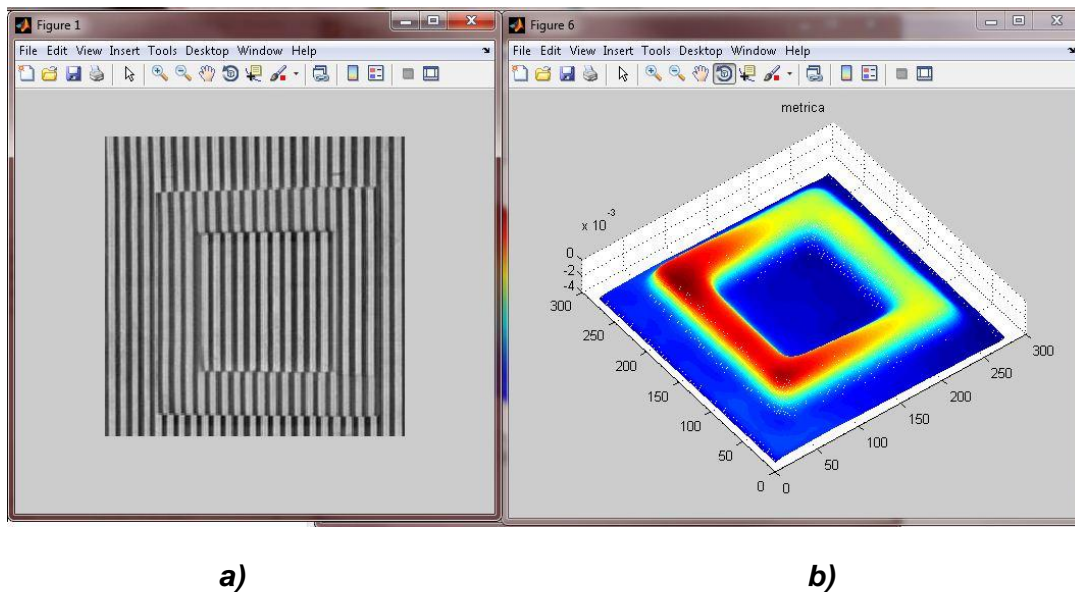 Figure 1
File Edit View Insert Tools Desktop Window Help
Figure 6
File Edit View Insert Tools Desktop Window Help
metrica
x 10 -3
0
-2
-4
300
250
200
150
100
50
0
0
50
100
150
200
250
300
a)
b)